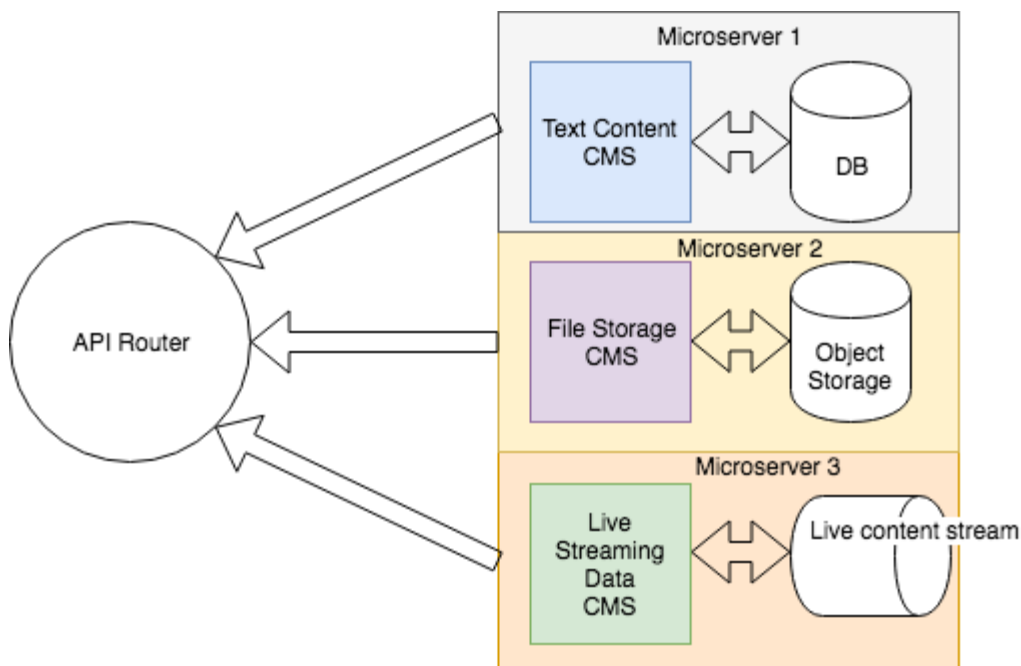 Microserver 1
Text Content
CMS
DB
Microserver 2
API Router
File Storage
CMS
Object
Storage
Microserver 3
Live
Streaming
Data
CMS
Live content stream